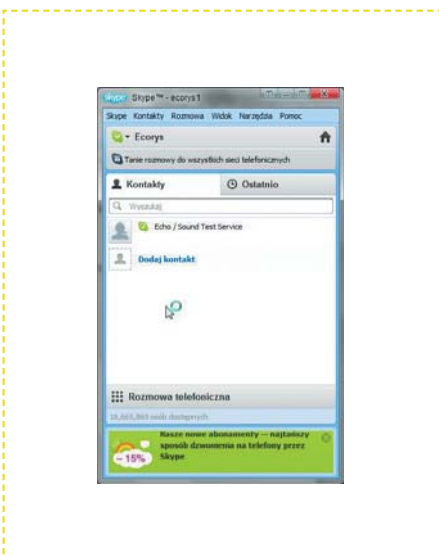 Skype™ - ecorys1
Skype Kontakty Rozmowa Widok Narzędzia Pomoc
Ecorys
Tanie rozmowy do wszystkich sieci telefonicznych
Kontakty
Ostatnio
Wyszukaj
Echo / Sound Test Service
Dodaj kontakt
Rozmowa telefoniczna
osób dostępnych
Nasze nowe abonamenty — najtańszy
sposób dzwonienia na telefony przez
Skype
-15%